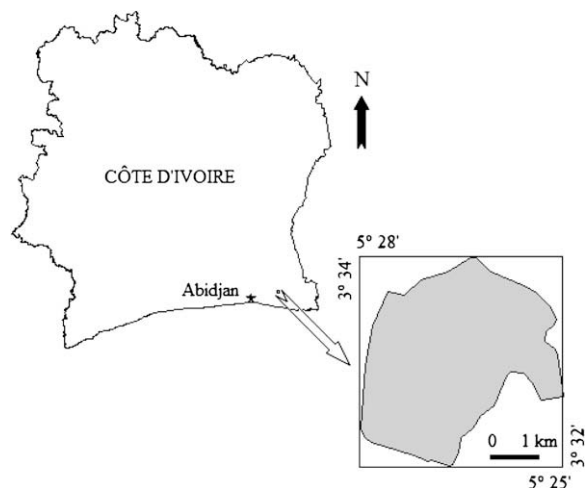 N
CÔTE D'IVOIRE
5° 28'
3° 34'
Abidjan
0 1 km
3° 32'
5° 25'